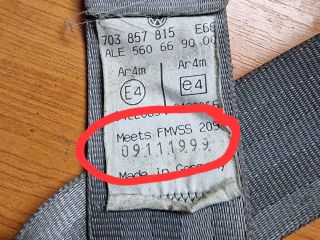 703 857 815 E66
ALE 560 66 90 00
Ar4m Ar4m
E4 e4
Meets FMVSS 209
09111999
Made in Germany